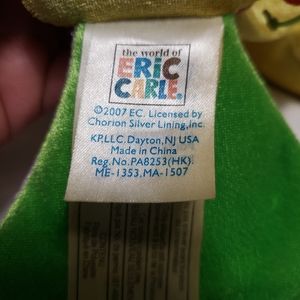 the world of
ERIC
CARLE.
©2007 EC. Licensed by
Chorion Silver Lining, Inc.
KP,LLC, Dayton, NJ USA
Made in China
Reg. No. PA8253(HK).
ME-1353, MA-1507